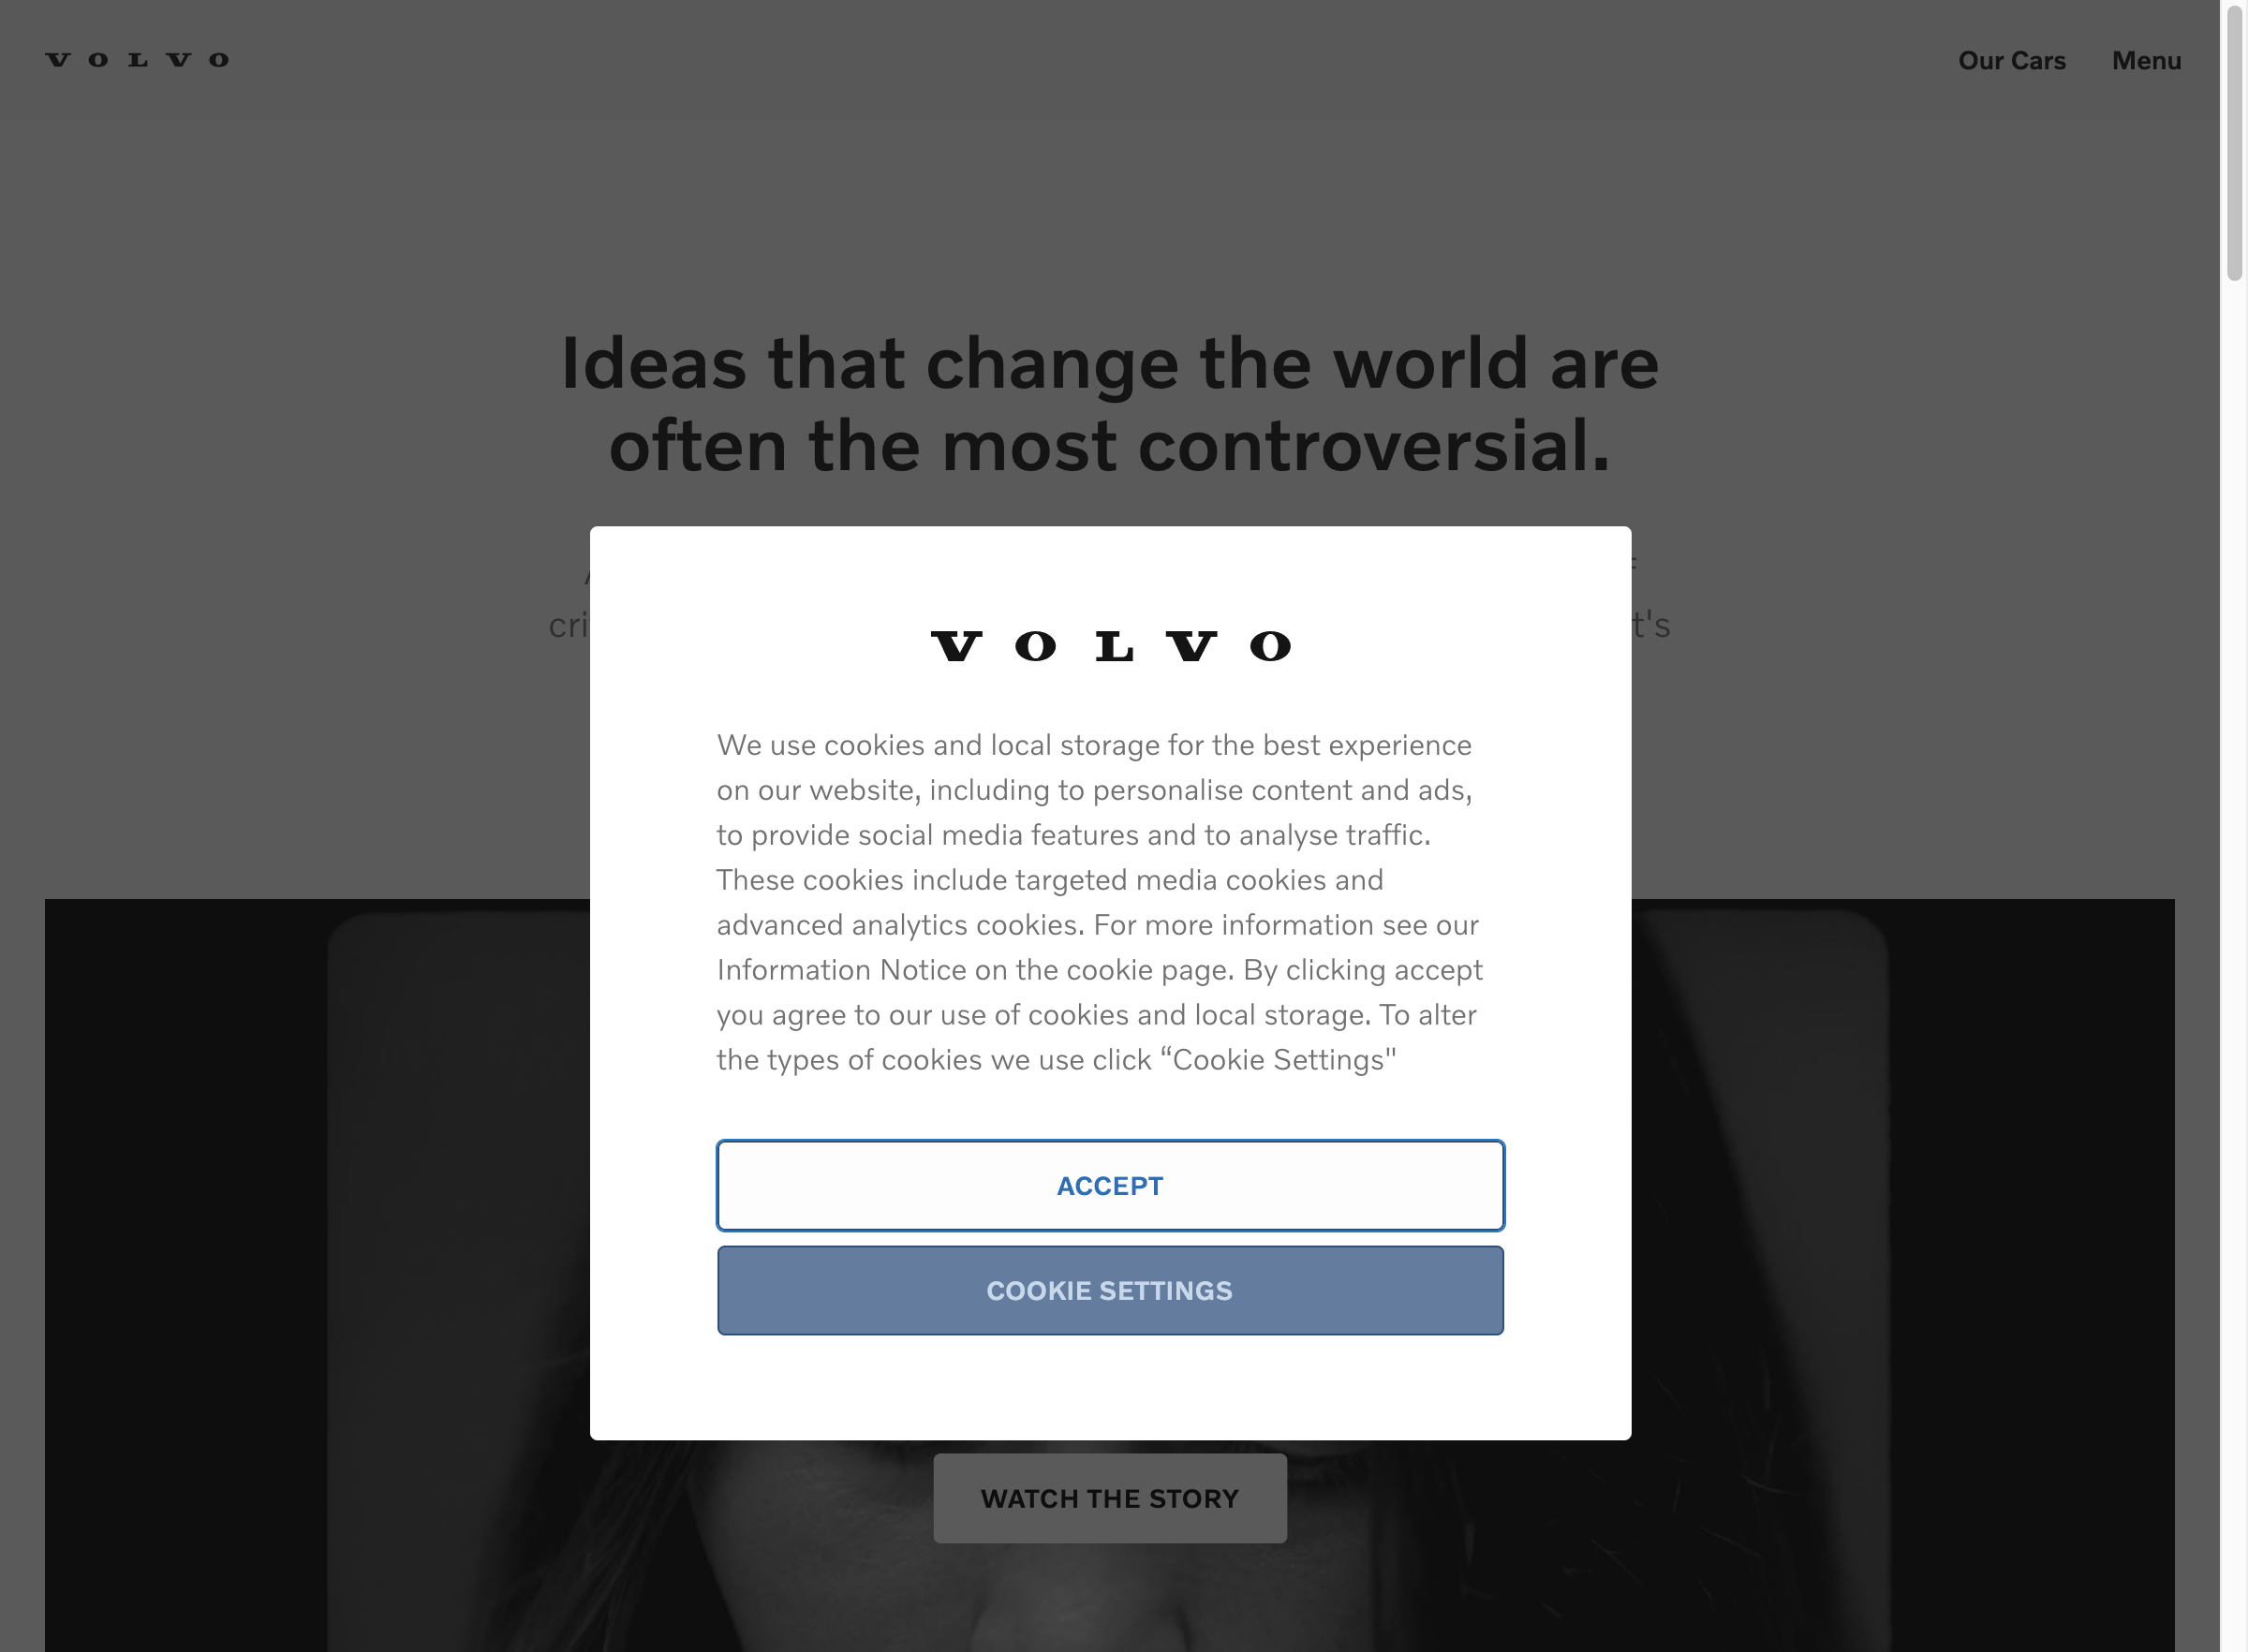 VOLVO
Our Cars
Menu
Ideas that change the world are
often the most controversial.
VOLVO
We use cookies and local storage for the best experience
on our website, including to personalise content and ads,
to provide social media features and to analyse traffic.
These cookies include targeted media cookies and
advanced analytics cookies. For more information see our
Information Notice on the cookie page. By clicking accept
you agree to our use of cookies and local storage. To alter
the types of cookies we use click “Cookie Settings"
ACCEPT
COOKIE SETTINGS
WATCH THE STORY